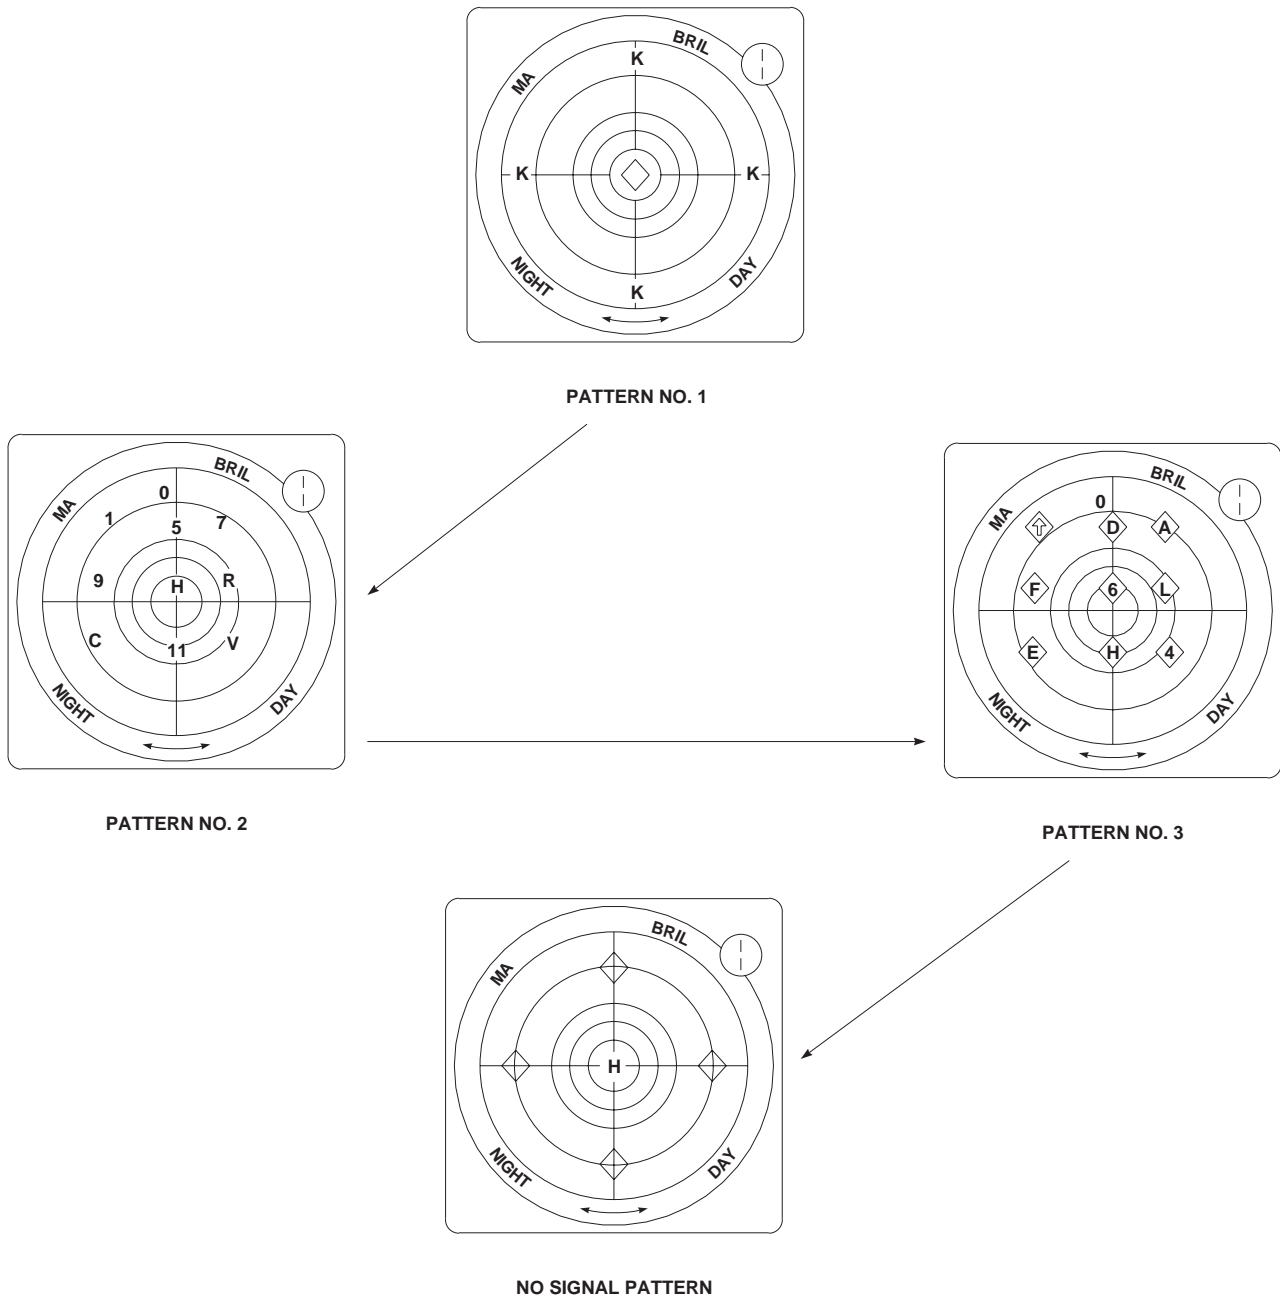 BRIL
MA
K
K K
NIGHT
DAY
K
PATTERN NO. 1
BRIL
MA
0
1
5
7
9
H
R
C
11
V
NIGHT
DAY
PATTERN NO. 2
BRIL
MA
0
D A
F 6 L
E H 4
NIGHT
DAY
PATTERN NO. 3
BRIL
MA
H
NIGHT
DAY
NO SIGNAL PATTERN